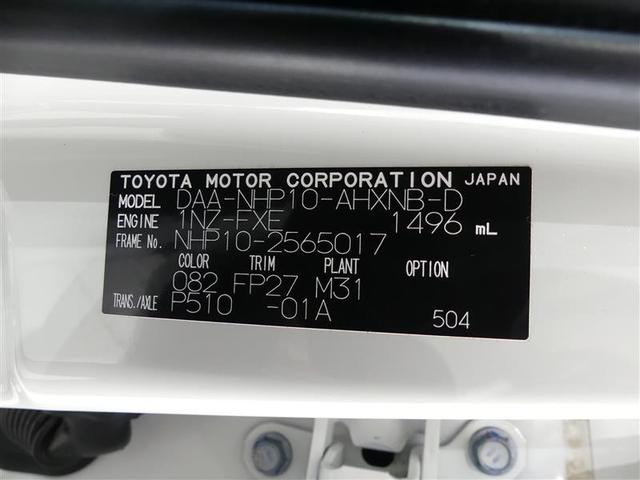 TOYOTA MOTOR CORPORATION JAPAN
MODEL DAA-NHP10-AHXNB-D
ENGINE 1NZ-FXE 1496 mL
FRAME No. NHP10-2565017
COLOR TRIM PLANT OPTION
082 FP27 M31
TRANS./AXLE P510 -01A 504